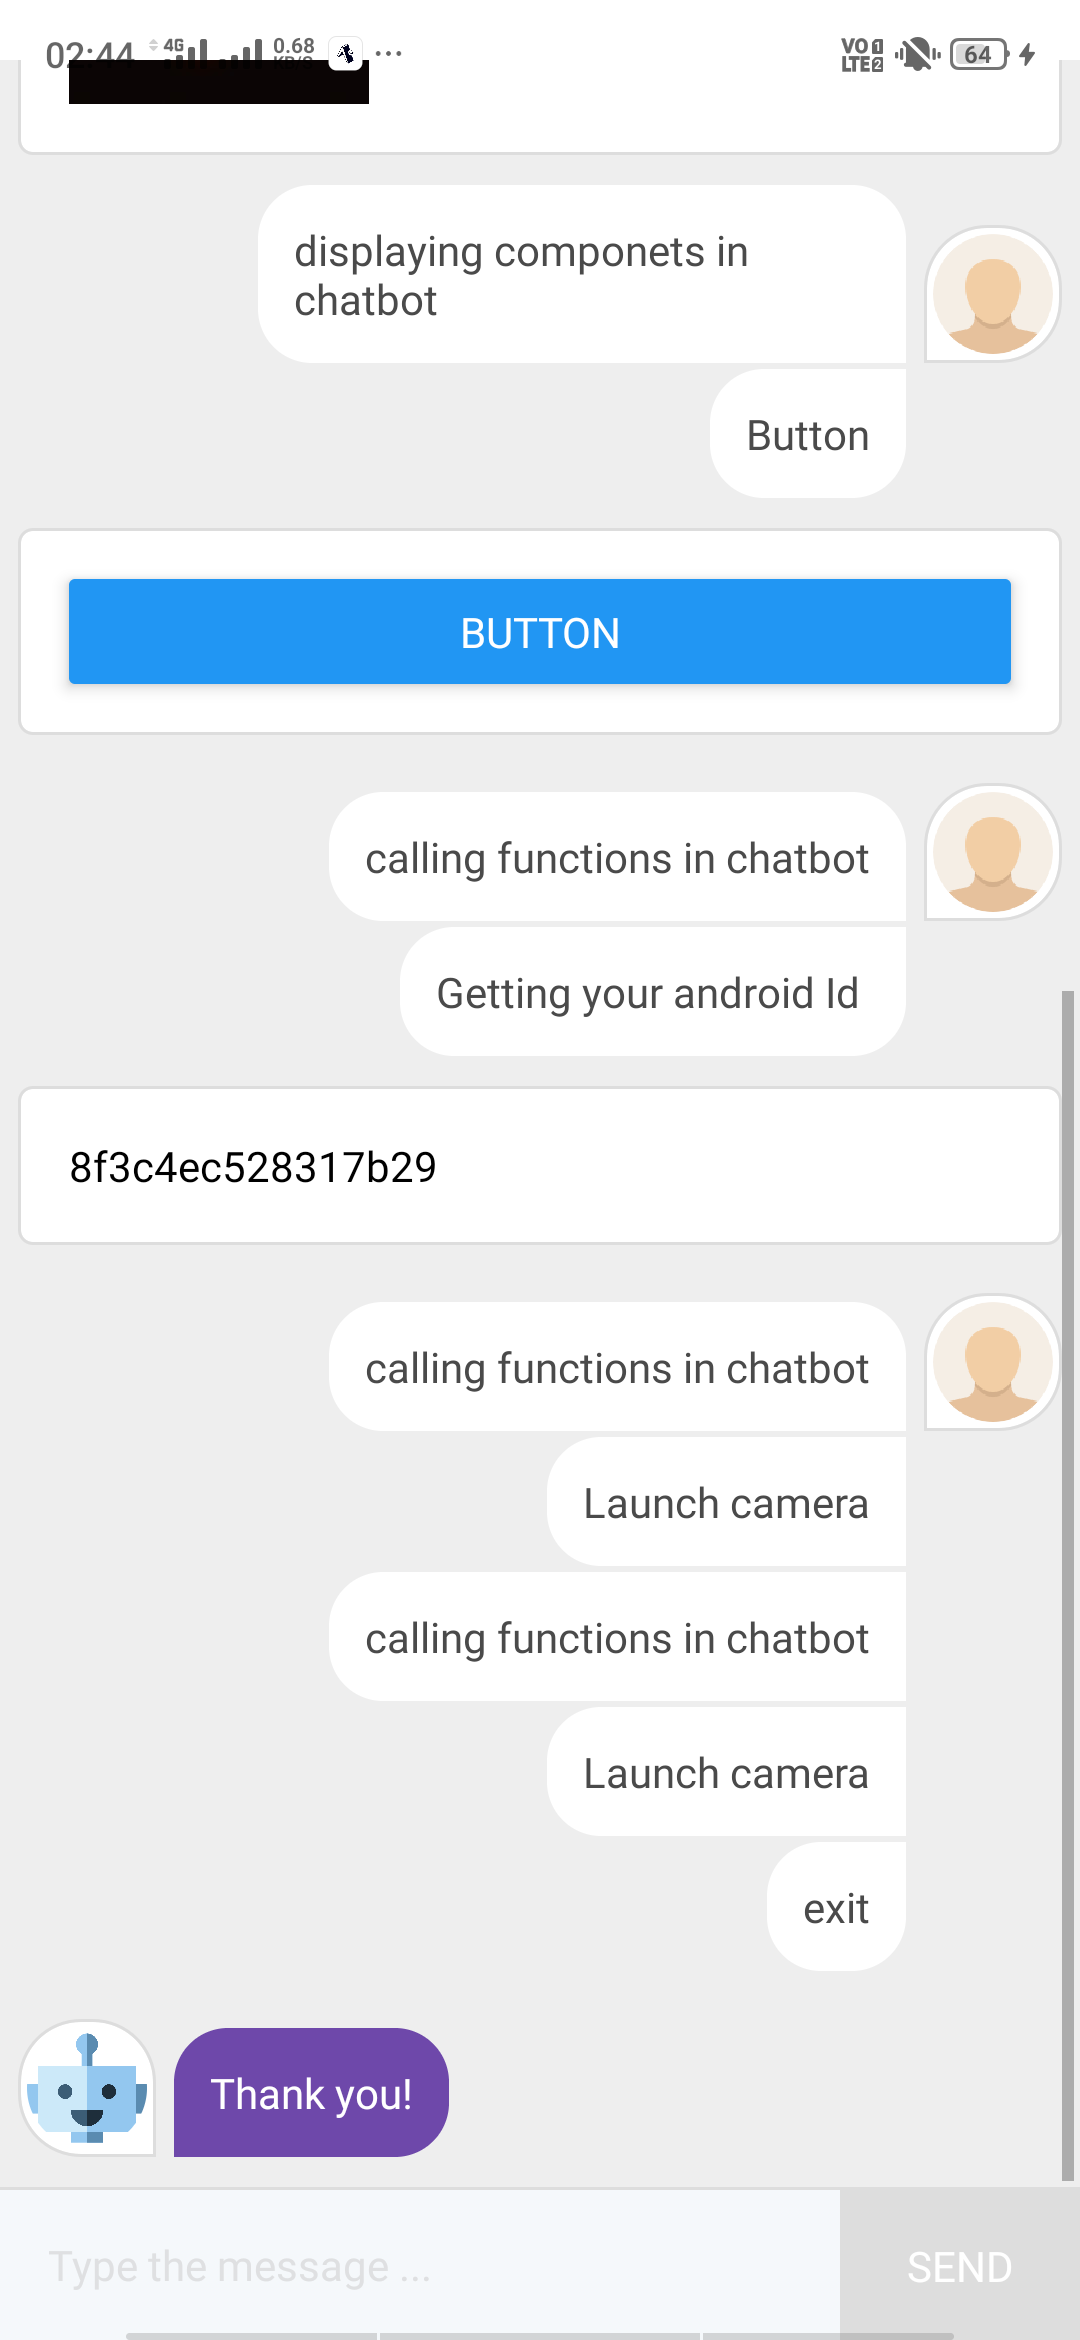 02:44 4G 0.68 ... VO 1 LTE 2 64
displaying componets in
chatbot
Button
BUTTON
calling functions in chatbot
Getting your android Id
8f3c4ec528317b29
calling functions in chatbot
Launch camera
calling functions in chatbot
Launch camera
exit
Thank you!
Type the message ...
SEND